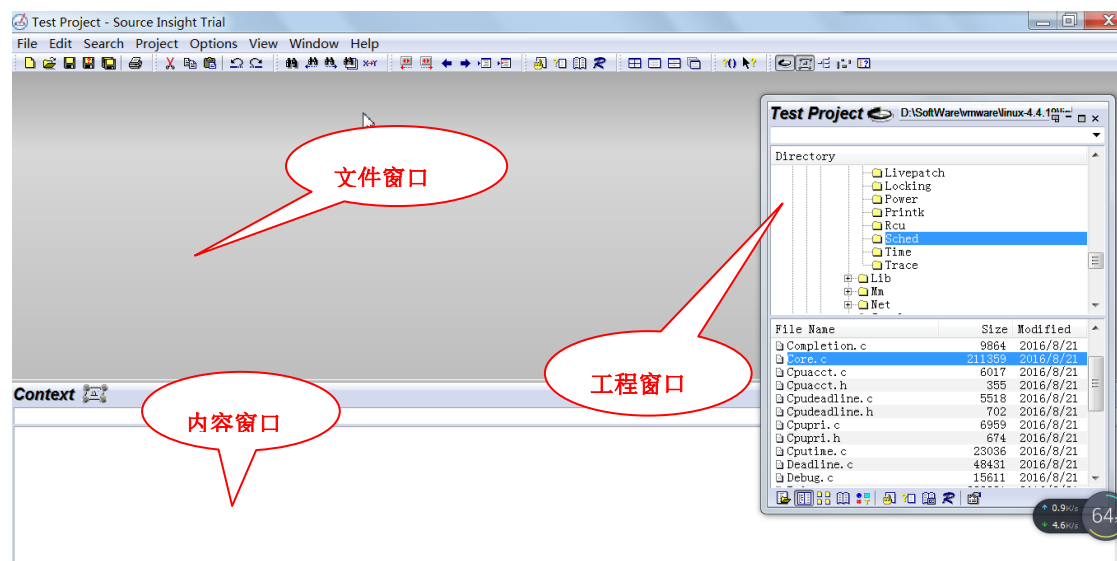 Test Project - Source Insight Trial
File Edit Search Project Options View Window Help
Test Project D:\SoftWare\vmware\linux-4.4.19\
Directory
Livepatch
Locking
Power
Printk
Rcu
Sched
Time
Trace
Lib
Mm
Net
File Name Size Modified
Completion.c 9864 2016/8/21
Core.c 211359 2016/8/21
Cpuacct.c 6017 2016/8/21
Cpuacct.h 355 2016/8/21
Cpudeadline.c 5518 2016/8/21
Cpudeadline.h 702 2016/8/21
Cpupri.c 6959 2016/8/21
Cpupri.h 674 2016/8/21
Cputime.c 23036 2016/8/21
Deadline.c 48431 2016/8/21
Debug.c 15611 2016/8/21
文件窗口
工程窗口
Context
内容窗口
0.9K/s
4.6K/s
64